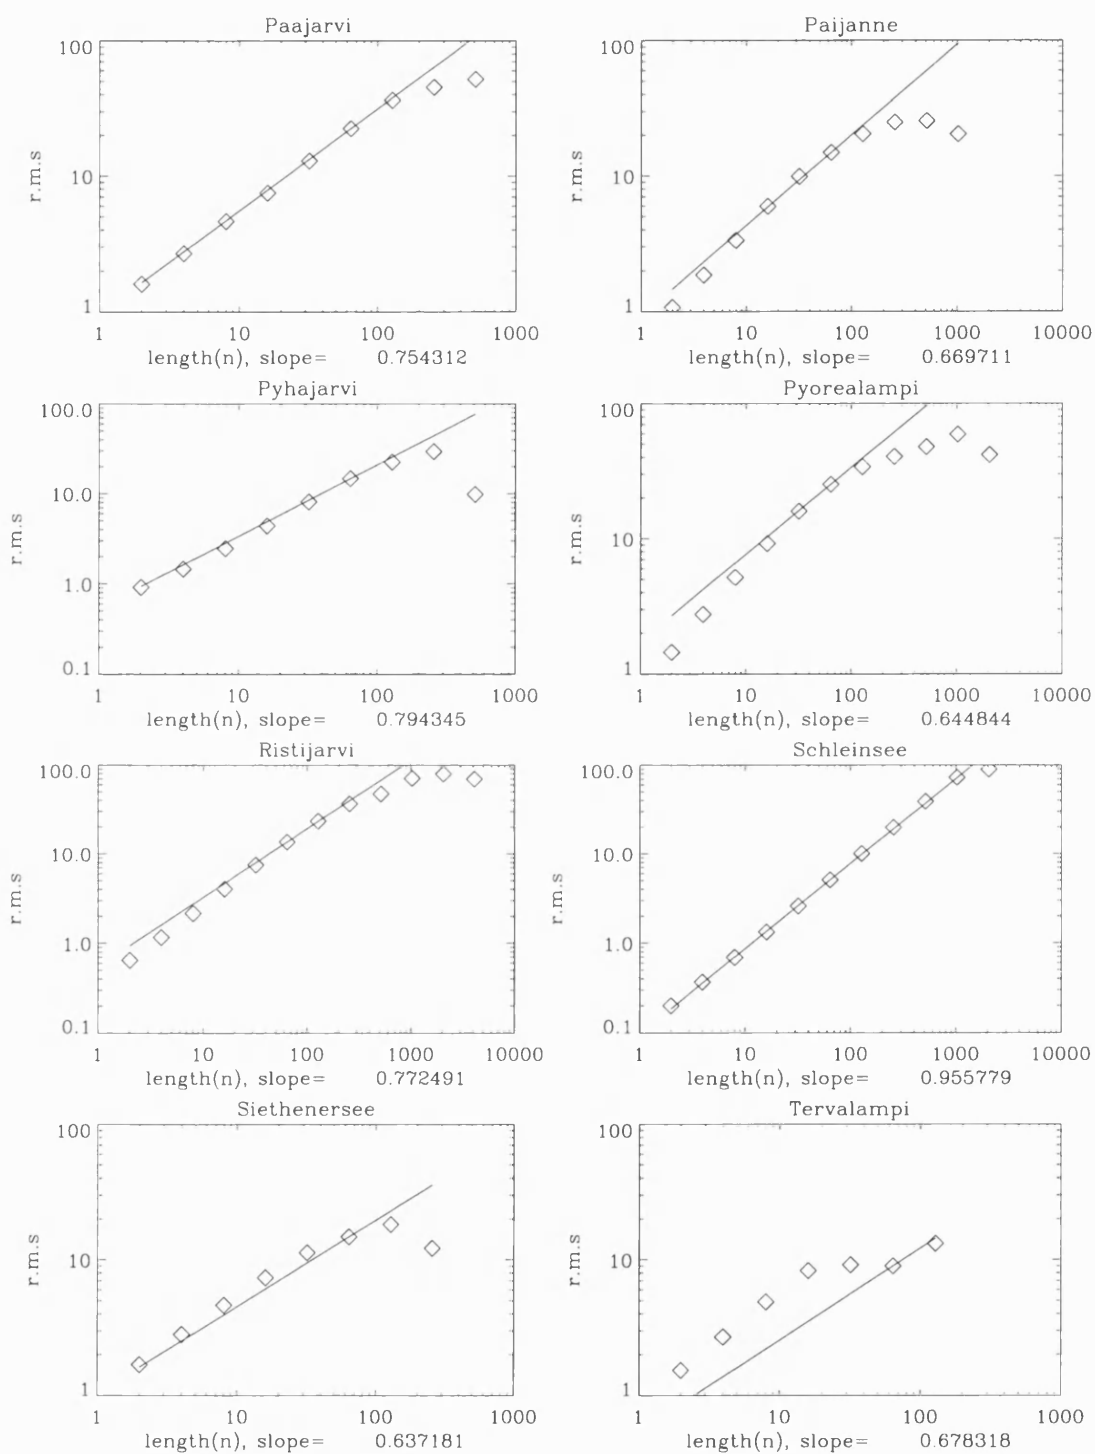 Paajarvi
100
10
1
r.m.s
1 10 100 1000
length(n), slope= 0.754312
Paijanne
100
10
1
r.m.s
1 10 100 1000 10000
length(n), slope= 0.669711
Pyhajarvi
100.0
10.0
1.0
0.1
r.m.s
1 10 100 1000
length(n), slope= 0.794345
Pyorealampi
100
10
1
r.m.s
1 10 100 1000 10000
length(n), slope= 0.644844
Ristijarvi
100.0
10.0
1.0
0.1
r.m.s
1 10 100 1000 10000
length(n), slope= 0.772491
Schleinsee
100.0
10.0
1.0
0.1
r.m.s
1 10 100 1000 10000
length(n), slope= 0.955779
Siethenersee
100
10
1
r.m.s
1 10 100 1000
length(n), slope= 0.637181
Tervalampi
100
10
1
r.m.s
1 10 100 1000
length(n), slope= 0.678318